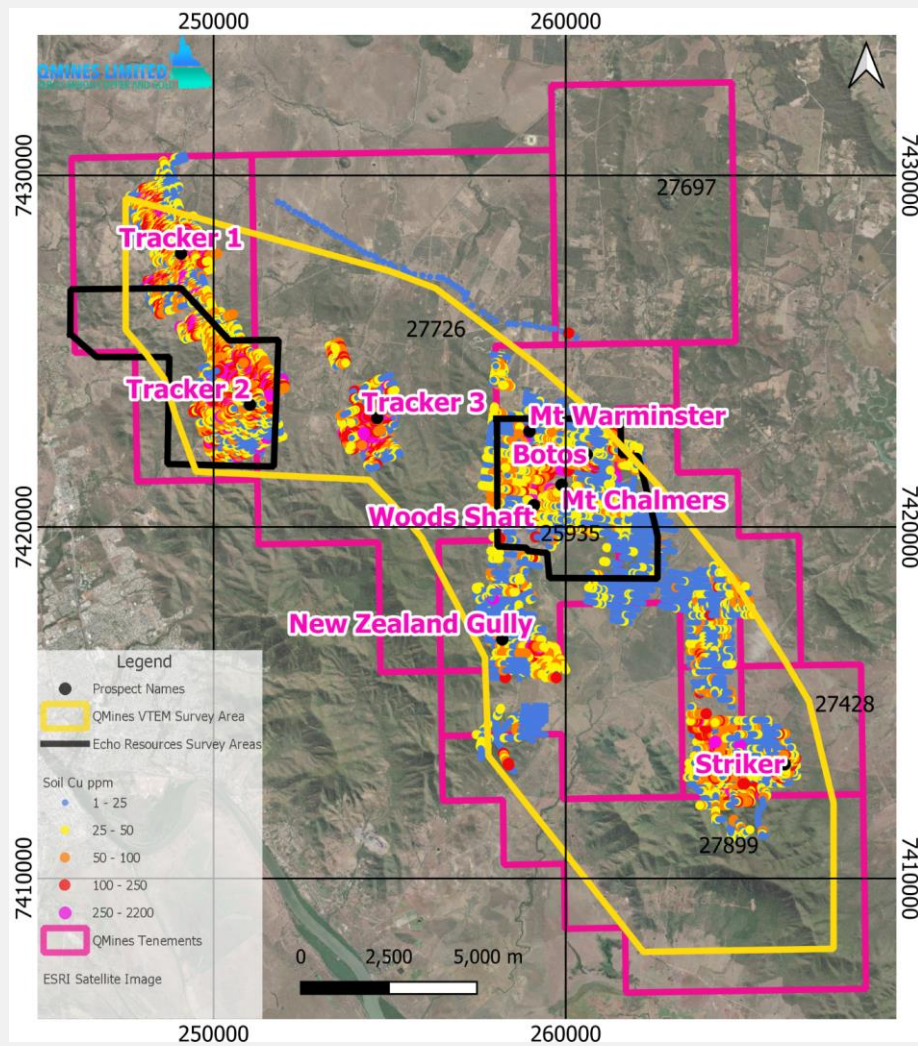 250000
260000
QMINES LIMITED
7430000
7430000
27697
Tracker 1
27726
Tracker 2
Tracker 3
Mt Warminster
Botos
Mt Chalmers
Woods Shaft
7420000
7420000
25935
New Zealand Gully
27428
Striker
27899
Legend
Prospect Names
QMines VTEM Survey Area
Echo Resources Survey Areas
Soil Cu ppm
1 - 25
25 - 50
50 - 100
100 - 250
250 - 2200
QMines Tenements
ESRI Satellite Image
7410000
7410000
0 2,500 5,000 m
250000
260000